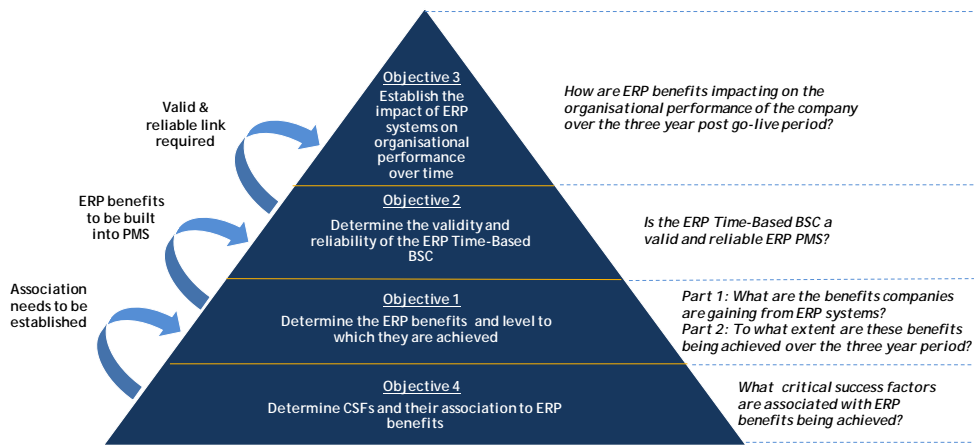 Objective 3
Establish the
impact of ERP
systems on
organisational
performance
over time
How are ERP benefits impacting on the
organisational performance of the company
over the three year post go-live period?
Valid &
reliable link
required
Objective 2
Determine the validity and
reliability of the ERP Time-Based
BSC
Is the ERP Time-Based BSC a
valid and reliable ERP PMS?
ERP benefits
to be built
into PMS
Objective 1
Determine the ERP benefits and level to
which they are achieved
Part 1: What are the benefits companies
are gaining from ERP systems?
Part 2: To what extent are these benefits
being achieved over the three year period?
Association
needs to be
established
Objective 4
Determine CSFs and their association to ERP
benefits
What critical success factors
are associated with ERP
benefits being achieved?